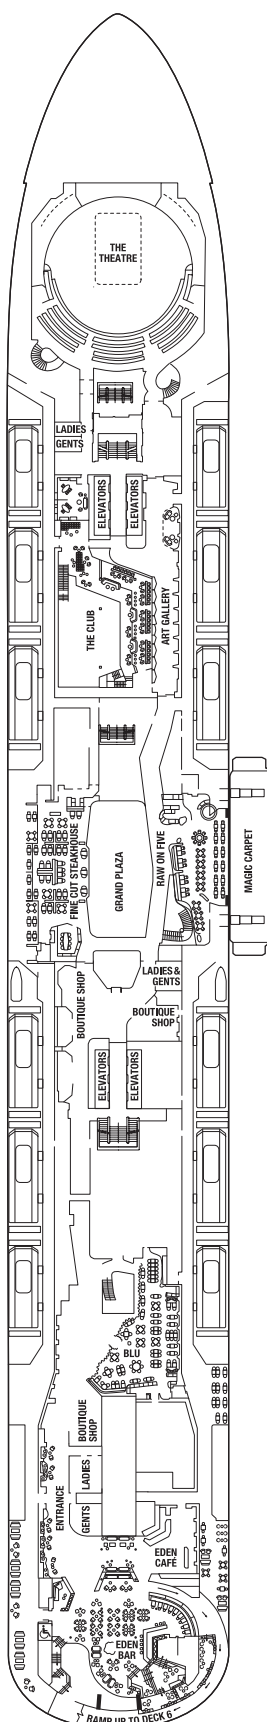 THE
THEATRE
LADIES
GENTS
ELEVATORS
ELEVATORS
THE CLUB
ART GALLERY
FINE CUT STEAKHOUSE
GRAND PLAZA
RAW ON FIVE
MAGIC CARPET
BOUTIQUE SHOP
LADIES &
GENTS
BOUTIQUE
SHOP
ELEVATORS
ELEVATORS
BLU
BOUTIQUE
SHOP
LADIES
GENTS
ENTRANCE
EDEN
CAFÉ
EDEN
BAR
RAMP UP TO DECK 6